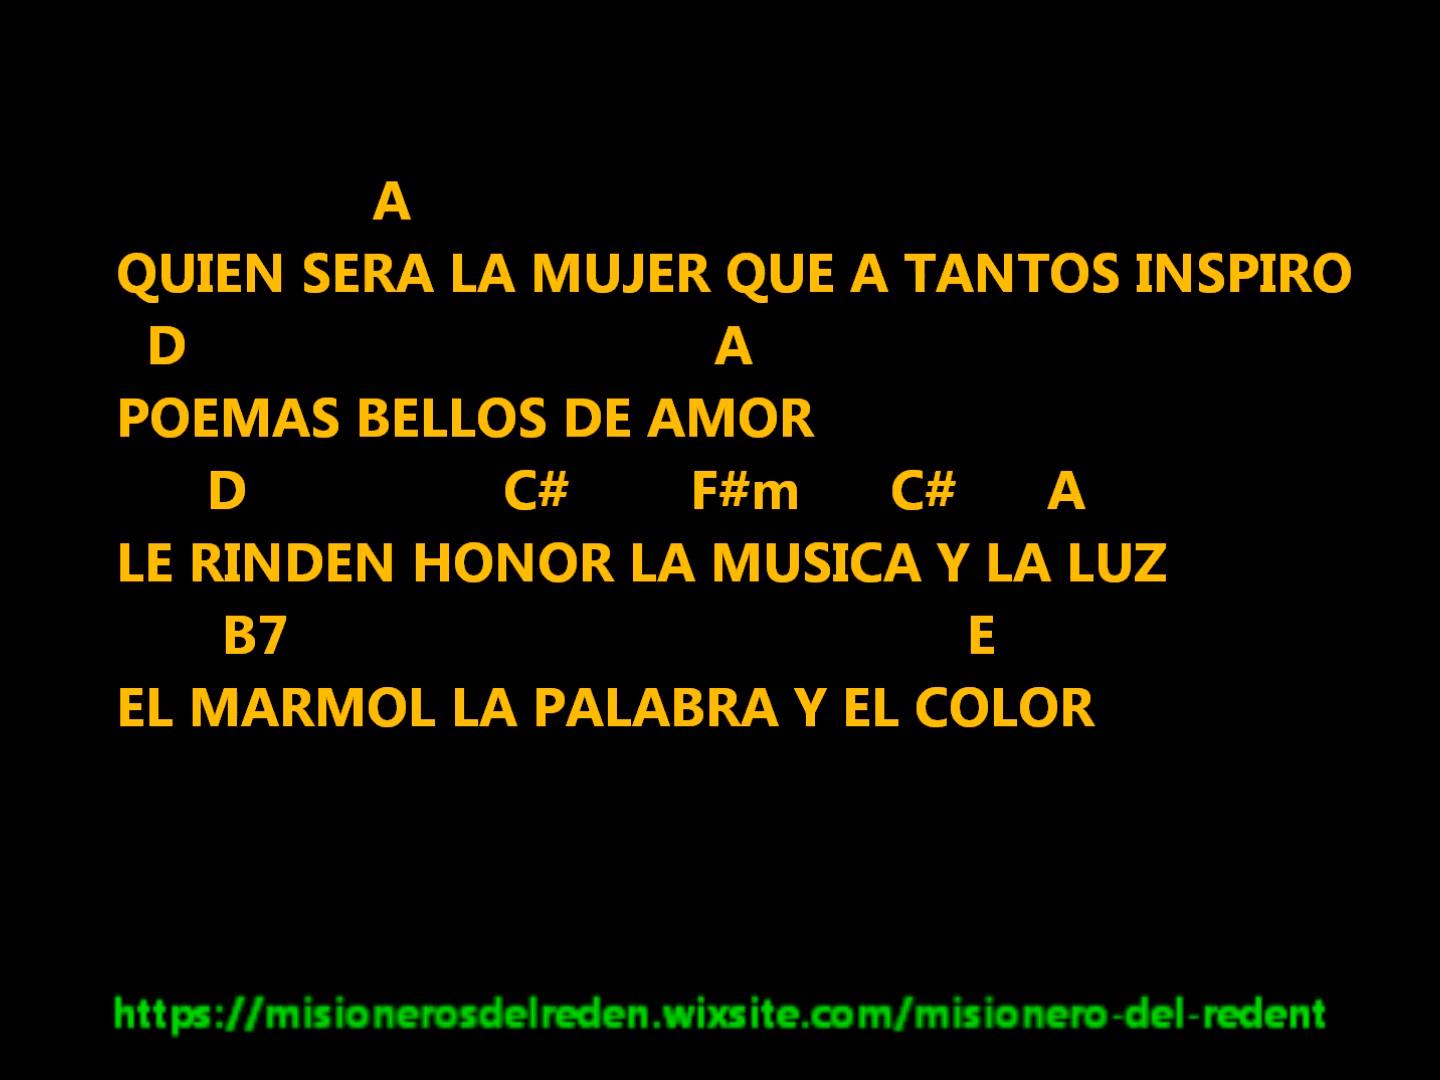 A
QUIEN SERA LA MUJER QUE A TANTOS INSPIRO
D A
POEMAS BELLOS DE AMOR
D C# F#m C# A
LE RINDEN HONOR LA MUSICA Y LA LUZ
B7 E
EL MARMOL LA PALABRA Y EL COLOR
https://misionerosdelreden.wixsite.com/misionero-del-redent